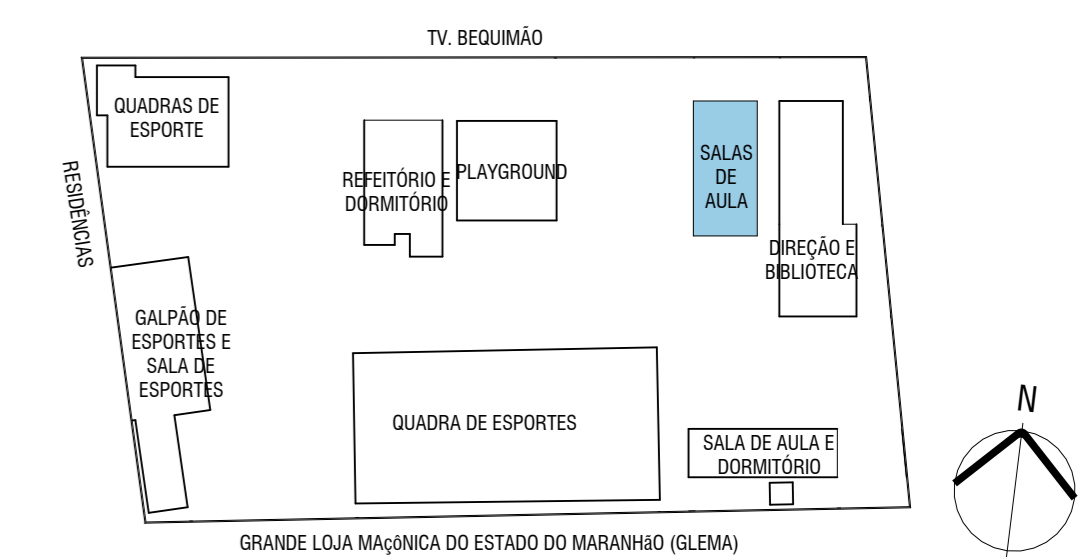 TV. BEQUIMÃO
QUADRAS DE
ESPORTE
RESIDÊNCIAS
REFEITÓRIO E
DORMITÓRIO
PLAYGROUND
SALAS
DE
AULA
DIREÇÃO E
BIBLIOTECA
GALPÃO DE
ESPORTES E
SALA DE
ESPORTES
QUADRA DE ESPORTES
SALA DE AULA E
DORMITÓRIO
N
GRANDE LOJA MAçôNICA DO ESTADO DO MARANHãO (GLEMA)